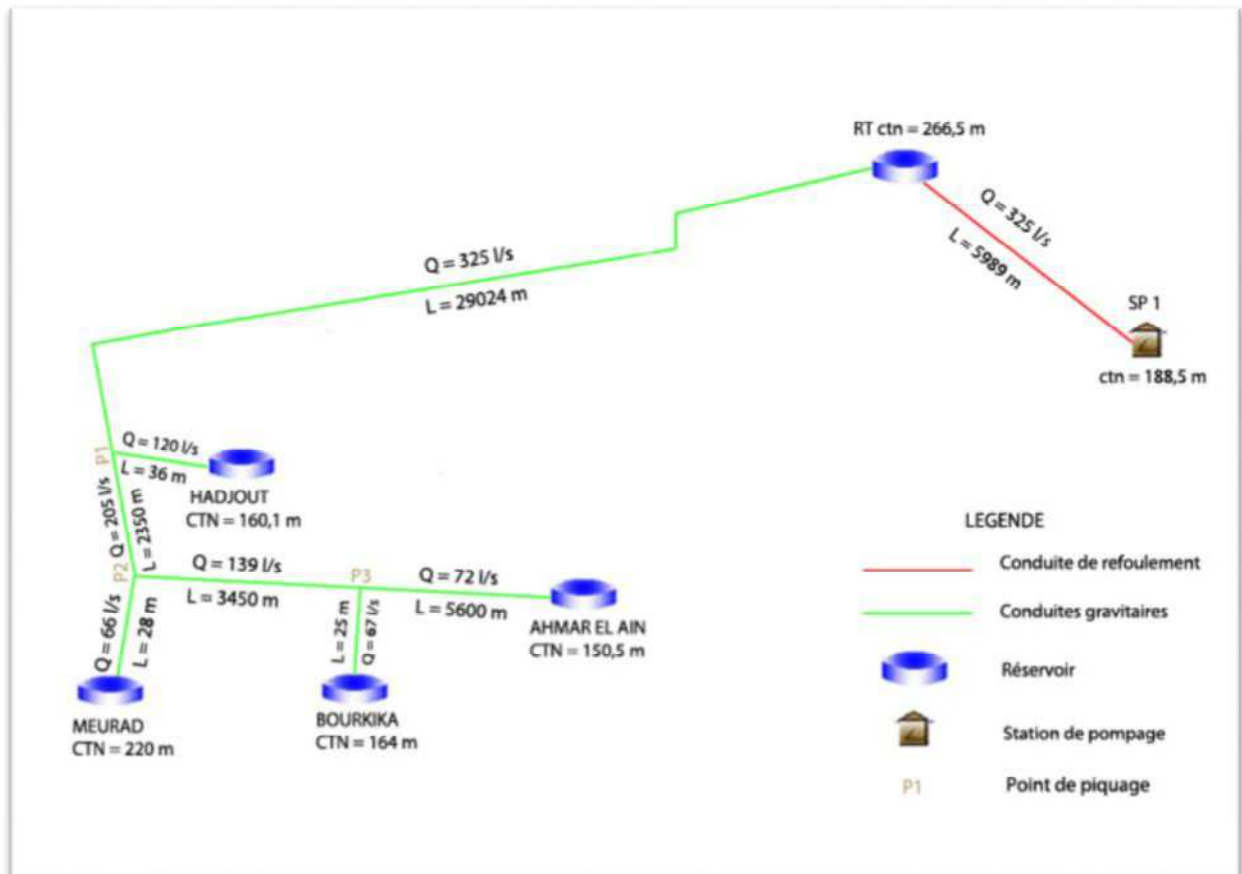 RT ctn = 266,5 m
Q = 325 l/s
L = 5989 m
Q = 325 l/s
L = 29024 m
SP 1
ctn = 188,5 m
P1
Q = 120 l/s
L = 36 m
HADJOUT
CTN = 160,1 m
Q = 205 l/s
L = 2350 m
P2
Q = 139 l/s
L = 3450 m
P3
Q = 72 l/s
L = 5600 m
AHMAR EL AIN
CTN = 150,5 m
Q = 66 l/s
L = 28 m
L = 25 m
Q = 67 l/s
MEURAD
CTN = 220 m
BOURKIKA
CTN = 164 m
LEGENDE
Conduite de refoulement
Conduites gravitaires
Réservoir
Station de pompage
P1
Point de piquage